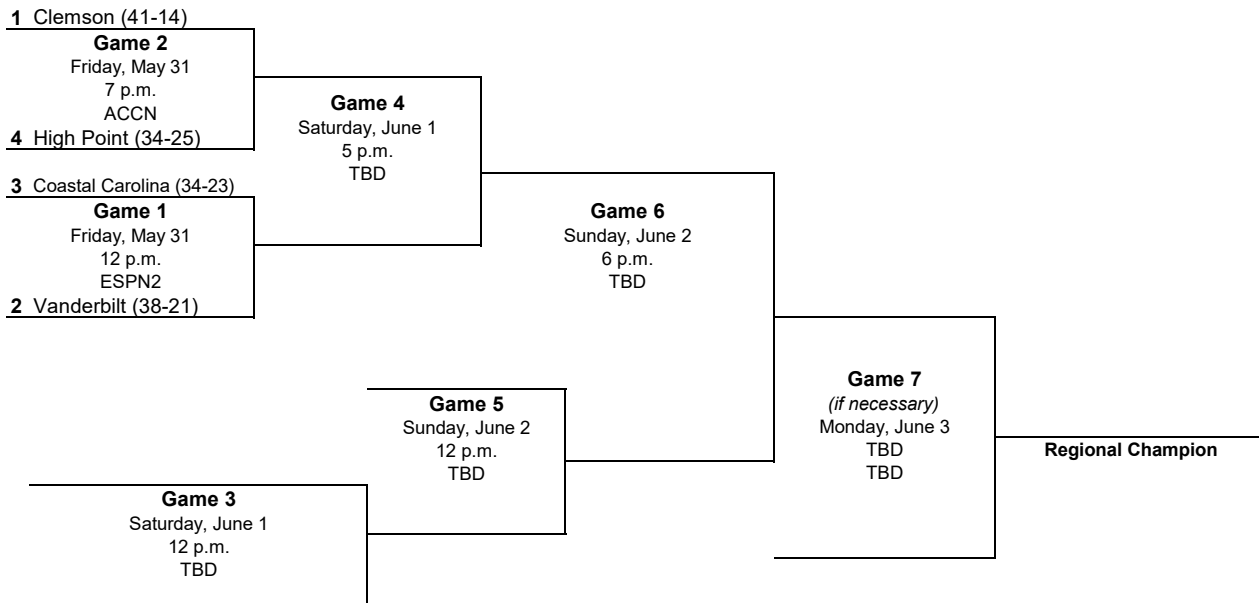 1 Clemson (41-14)
Game 2
Friday, May 31
7 p.m.
ACCN
4 High Point (34-25)
3 Coastal Carolina (34-23)
Game 1
Friday, May 31
12 p.m.
ESPN2
2 Vanderbilt (38-21)
Game 4
Saturday, June 1
5 p.m.
TBD
Game 6
Sunday, June 2
6 p.m.
TBD
Game 5
Sunday, June 2
12 p.m.
TBD
Game 3
Saturday, June 1
12 p.m.
TBD
Game 7
(if necessary)
Monday, June 3
TBD
TBD
Regional Champion